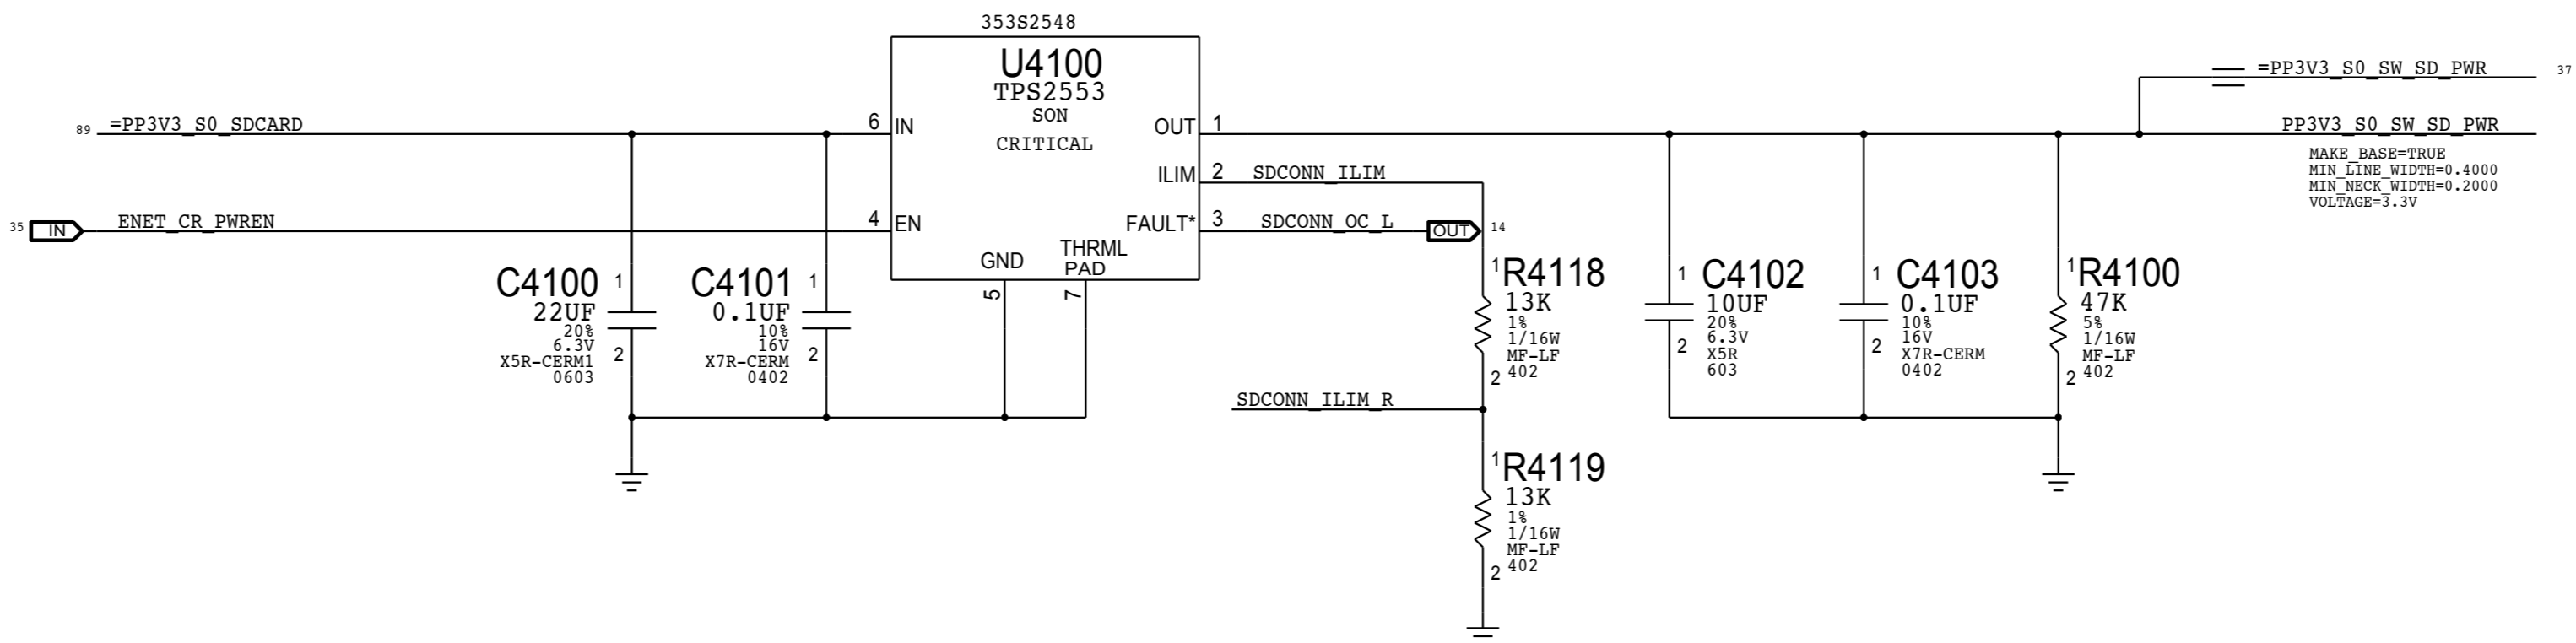 353S2548
U4100
TPS2553
SON
CRITICAL
89 =PP3V3_S0_SDCARD
6 IN
OUT 1
ILIM 2 SDCONN_ILIM
35 IN ENET_CR_PWREN
4 EN
FAULT* 3 SDCONN_OC_L OUT 14
GND
THRML
PAD
5
7
=PP3V3_S0_SW_SD_PWR 37
PP3V3_S0_SW_SD_PWR
MAKE_BASE=TRUE
MIN_LINE_WIDTH=0.4000
MIN_NECK_WIDTH=0.2000
VOLTAGE=3.3V
C4100 1
22UF
20%
6.3V
2
X5R-CERM1
0603
C4101 1
0.1UF
10%
16V
2
X7R-CERM
0402
1 R4118
13K
1%
1/16W
MF-LF
402
2
SDCONN_ILIM_R
1 R4119
13K
1%
1/16W
MF-LF
402
2
1 C4102
10UF
20%
6.3V
2
X5R
603
1 C4103
0.1UF
10%
16V
2
X7R-CERM
0402
1 R4100
47K
5%
1/16W
MF-LF
402
2